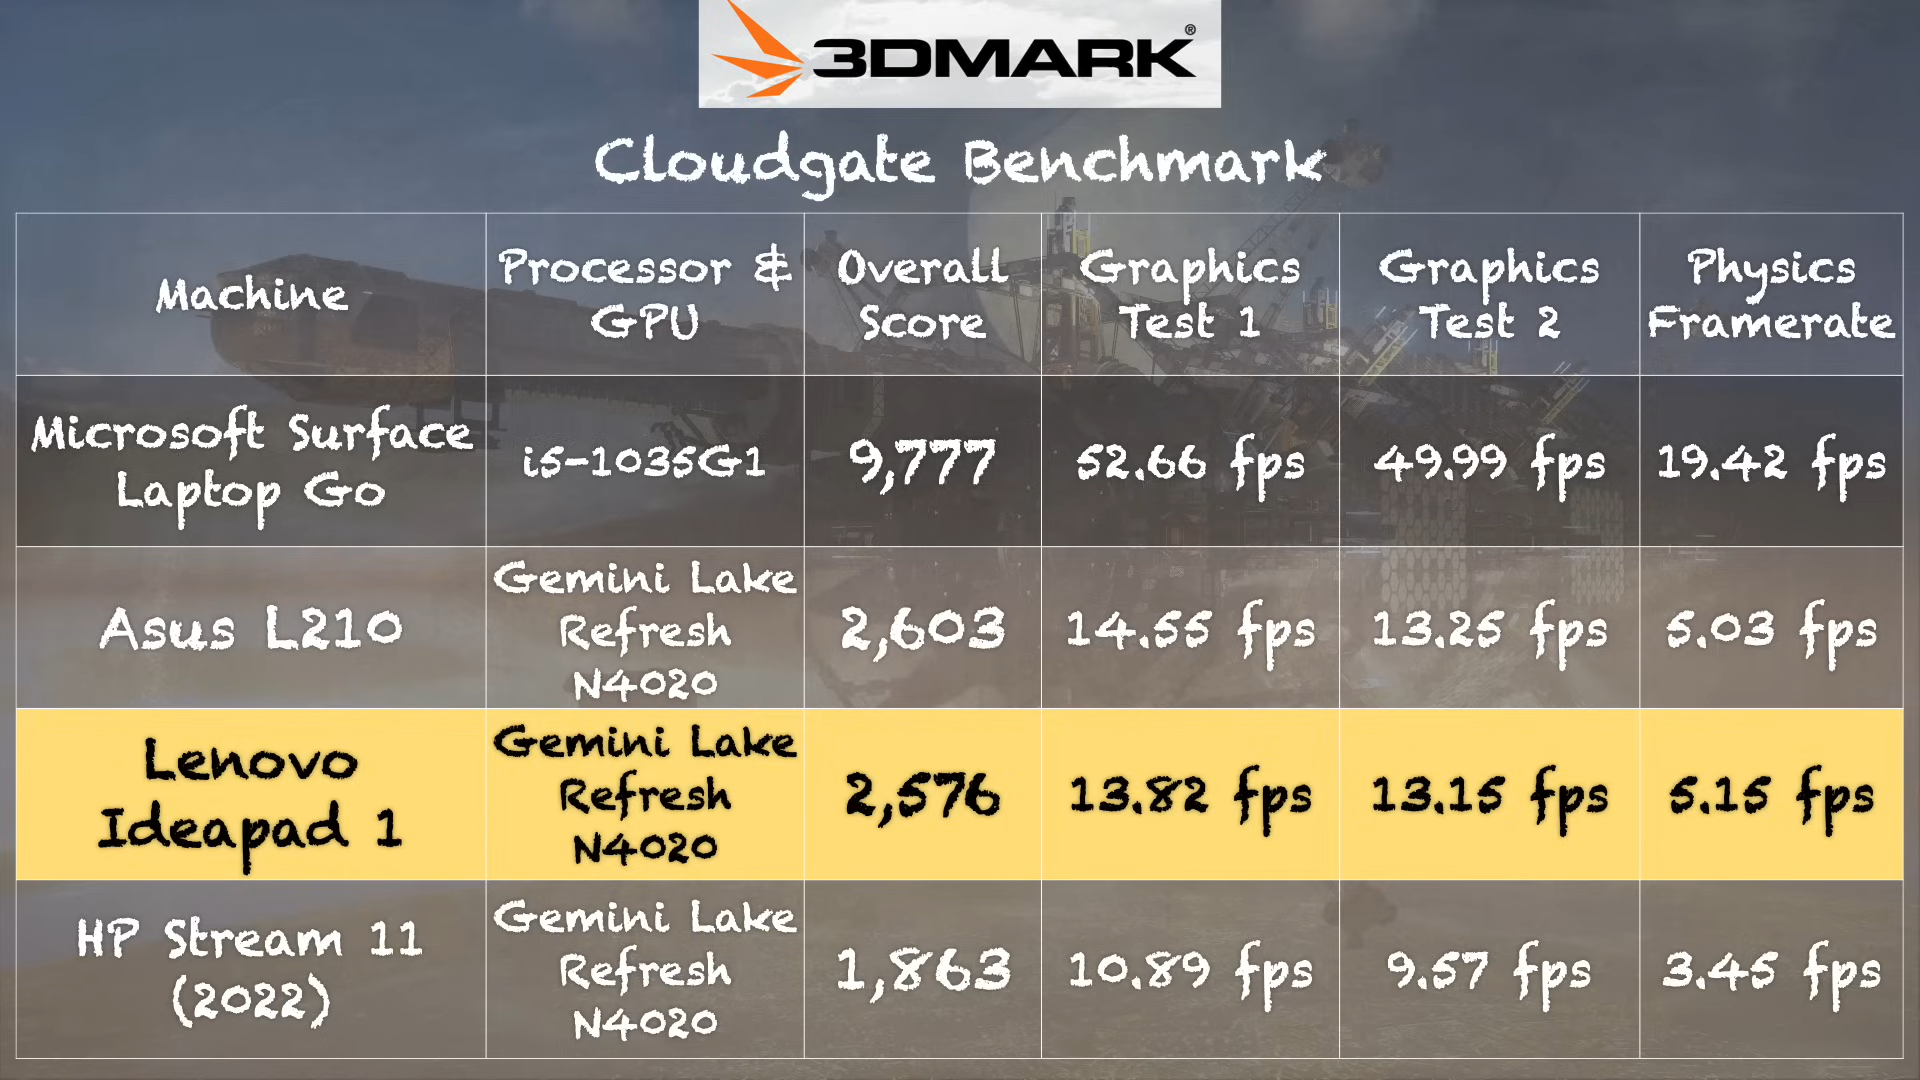 3DMARK®
Cloudgate Benchmark
Machine
Processor &
GPU
Overall
Score
Graphics
Test 1
Graphics
Test 2
Physics
Framerate
Microsoft Surface
Laptop Go
i5-1035G1
9,777
52.66 fps
49.99 fps
19.42 fps
Asus L210
Gemini Lake
Refresh
N4020
2,603
14.55 fps
13.25 fps
5.03 fps
Lenovo
Ideapad 1
Gemini Lake
Refresh
N4020
2,576
13.82 fps
13.15 fps
5.15 fps
HP Stream 11
(2022)
Gemini Lake
Refresh
N4020
1,863
10.89 fps
9.57 fps
3.45 fps